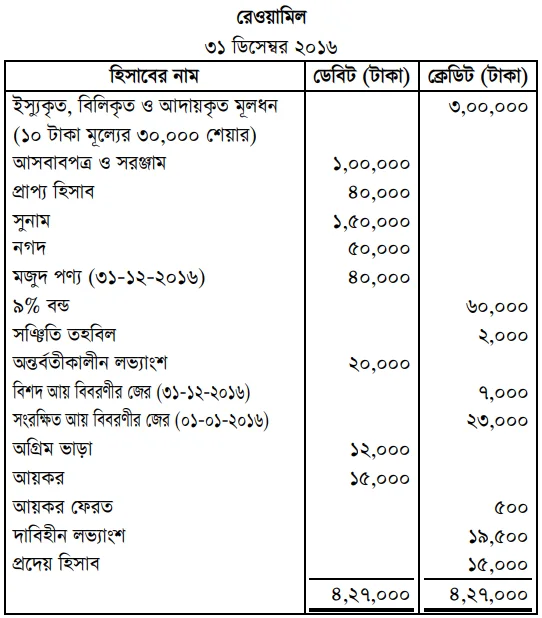 রেওয়ামিল
৩১ ডিসেম্বর ২০১৬
হিসাবের নাম ডেবিট (টাকা) ক্রেডিট (টাকা)
ইস্যুকৃত, বিলিকৃত ও আদায়কৃত মূলধন ৩,০০,০০০
(১০ টাকা মূল্যের ৩০,০০০ শেয়ার)
আসবাবপত্র ও সরঞ্জাম ১,০০,০০০
প্রাপ্য হিসাব ৪০,০০০
সুনাম ১,৫০,০০০
নগদ ৫০,০০০
মজুদ পণ্য (৩১-১২-২০১৬) ৪০,০০০
৯% বন্ড ৬০,০০০
সঞ্চিতি তহবিল ২,০০০
অন্তর্বতীকালীন লভ্যাংশ ২০,০০০
বিশদ আয় বিবরণীর জের (৩১-১২-২০১৬) ৭,০০০
সংরক্ষিত আয় বিবরণীর জের (০১-০১-২০১৬) ২৩,০০০
অগ্রিম ভাড়া ১২,০০০
আয়কর ১৫,০০০
আয়কর ফেরত ৫০০
দাবিহীন লভ্যাংশ ১৯,৫০০
প্রদেয় হিসাব ১৫,০০০
৪,২৭,০০০ ৪,২৭,০০০